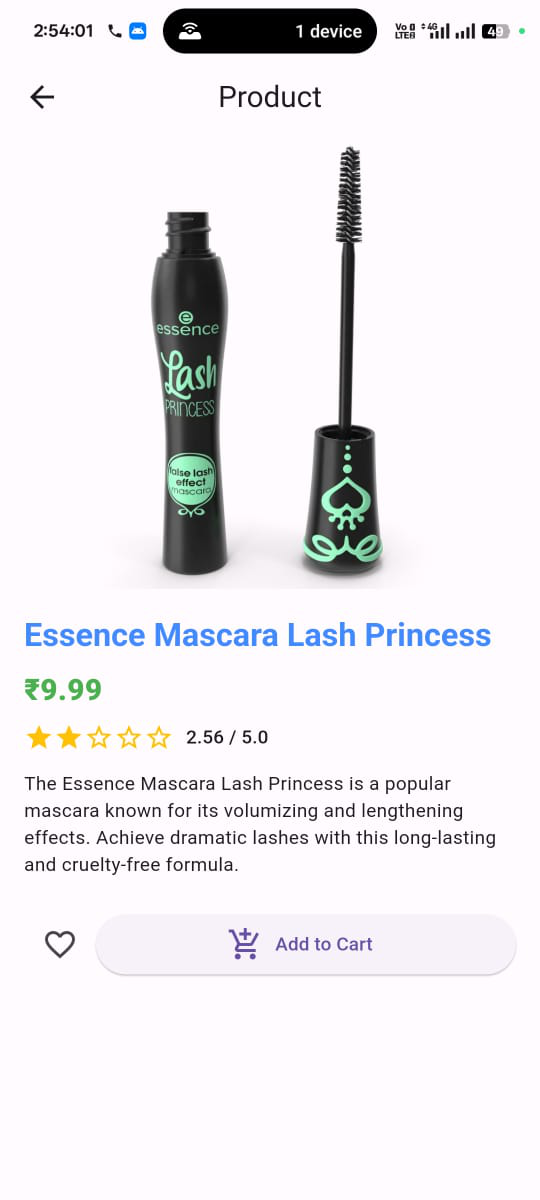 2:54:01
1 device
Vo
LTE
4G
49
Product
essence
Lash
PRINCESS
false lash
effect
mascara
Essence Mascara Lash Princess
₹9.99
2.56 / 5.0
The Essence Mascara Lash Princess is a popular
mascara known for its volumizing and lengthening
effects. Achieve dramatic lashes with this long-lasting
and cruelty-free formula.
Add to Cart